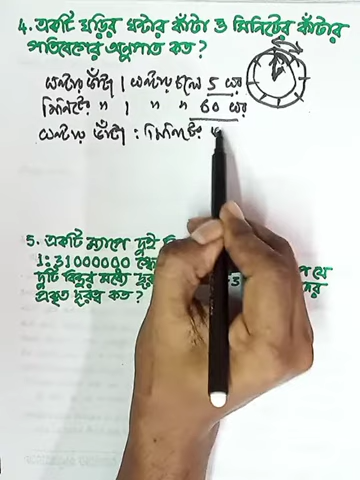 4. একটি ঘড়ির ঘন্টার কাঁটা ও মিনিটের কাঁটার
গতিবেগের অনুপাত কত?
ঘন্টার কাঁটা 1 ঘন্টায় চলে 5 ঘর
মিনিটের " 1 " " 60 ঘর
ঘন্টার কাঁটা : মিনিটের
5. একটি ম্যাপে দুই
1:31000000
দুটি বিন্দুর মধ্যে
প্রকৃত দূরত্ব কত?